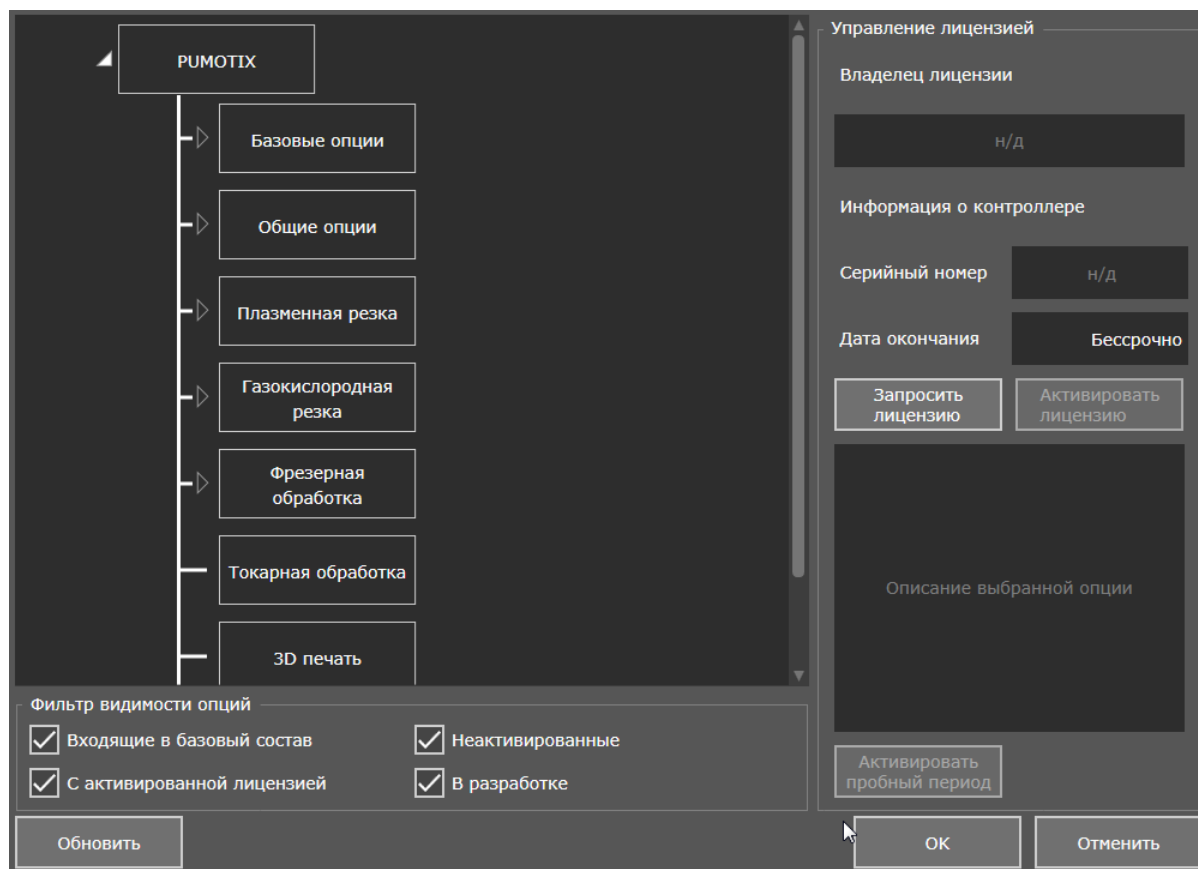 PUMOTIX
Базовые опции
Общие опции
Плазменная резка
Газокислородная
резка
Фрезерная
обработка
Токарная обработка
3D печать
Фильтр видимости опций
Входящие в базовый состав
Неактивированные
С активированной лицензией
В разработке
Обновить
Управление лицензией
Владелец лицензии
н/д
Информация о контроллере
Серийный номер
н/д
Дата окончания
Бессрочно
Запросить
лицензию
Активировать
лицензию
Описание выбранной опции
Активировать
пробный период
OK
Отменить